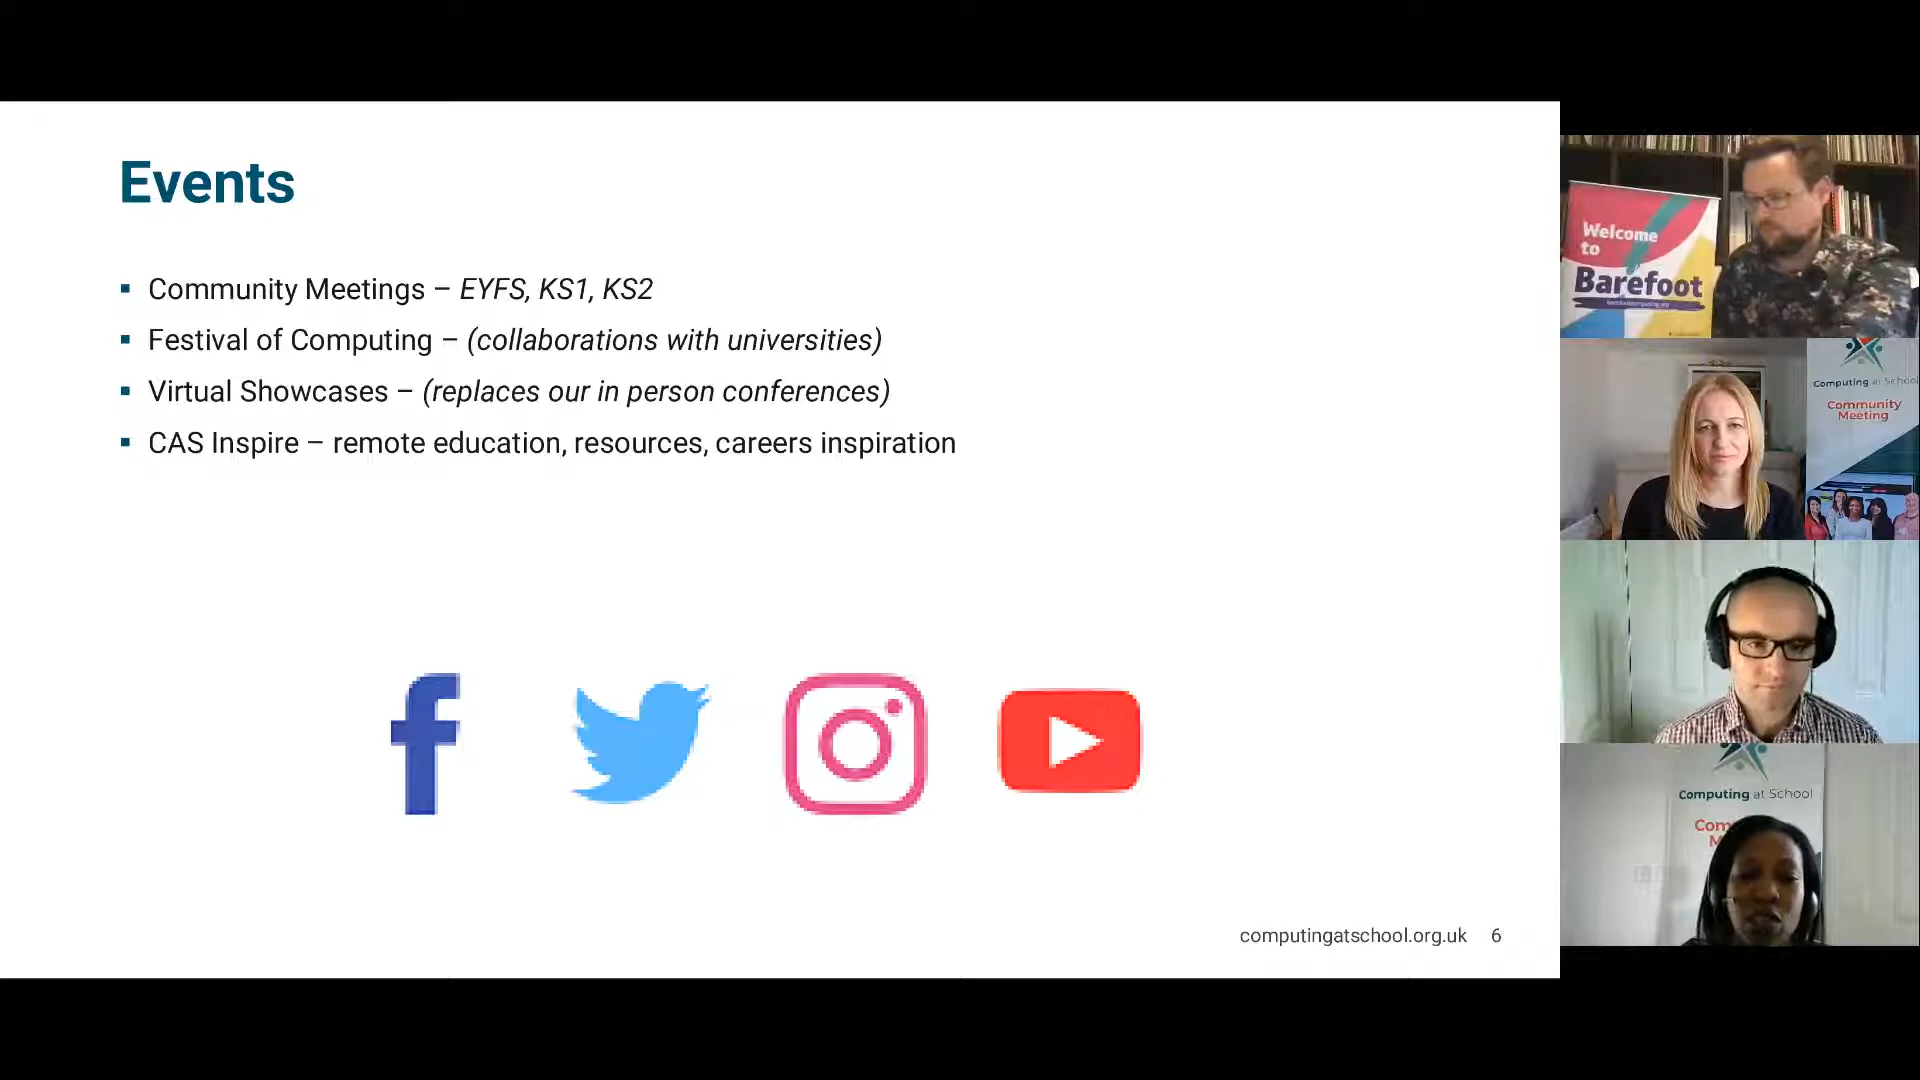 Events
▪ Community Meetings – EYFS, KS1, KS2
▪ Festival of Computing – (collaborations with universities)
▪ Virtual Showcases – (replaces our in person conferences)
▪ CAS Inspire – remote education, resources, careers inspiration
computingatschool.org.uk 6
Welcome
to
Barefoot
Computing at School
Community
Meeting
Computing at School
Com
M